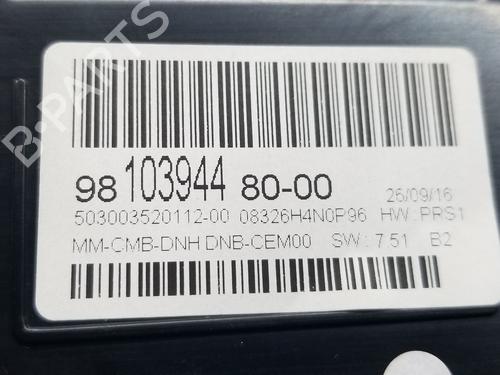 B-PARTS
98 103944 80-00 26/09/16
503003520112-00 08326H4N0P96 HW: PRS1
MM-CMB-DNH DNB-CEM00 SW: 7.51 B2